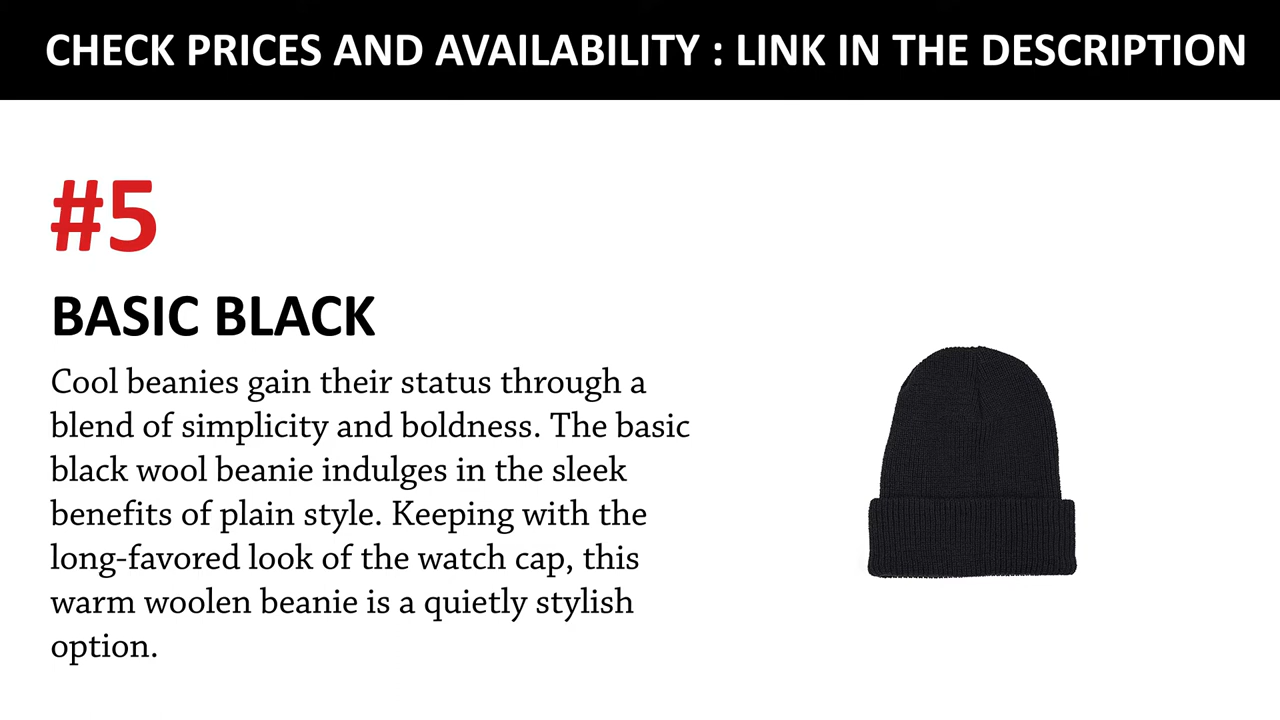 CHECK PRICES AND AVAILABILITY : LINK IN THE DESCRIPTION
#5
BASIC BLACK
Cool beanies gain their status through a
blend of simplicity and boldness. The basic
black wool beanie indulges in the sleek
benefits of plain style. Keeping with the
long-favored look of the watch cap, this
warm woolen beanie is a quietly stylish
option.